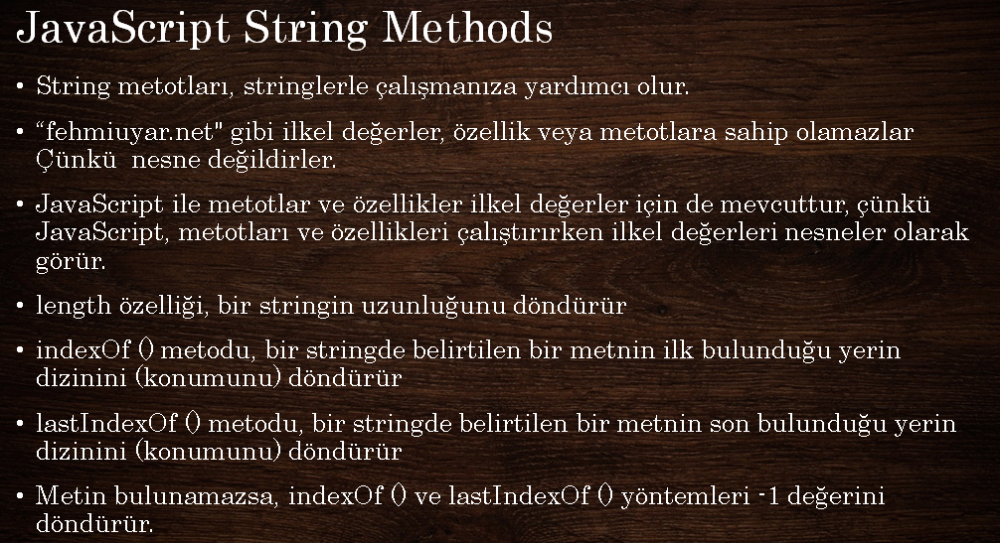 JavaScript String Methods
• String metotları, stringlerle çalışmanıza yardımcı olur.
• “fehmiuyar.net" gibi ilkel değerler, özellik veya metotlara sahip olamazlar
Çünkü  nesne değildirler.
• JavaScript ile metotlar ve özellikler ilkel değerler için de mevcuttur, çünkü
JavaScript, metotları ve özellikleri çalıştırırken ilkel değerleri nesneler olarak
görür.
• length özelliği, bir stringin uzunluğunu döndürür
• indexOf () metodu, bir stringde belirtilen bir metnin ilk bulunduğu yerin
dizinini (konumunu) döndürür
• lastIndexOf () metodu, bir stringde belirtilen bir metnin son bulunduğu yerin
dizinini (konumunu) döndürür
• Metin bulunamazsa, indexOf () ve lastIndexOf () yöntemleri -1 değerini
döndürür.